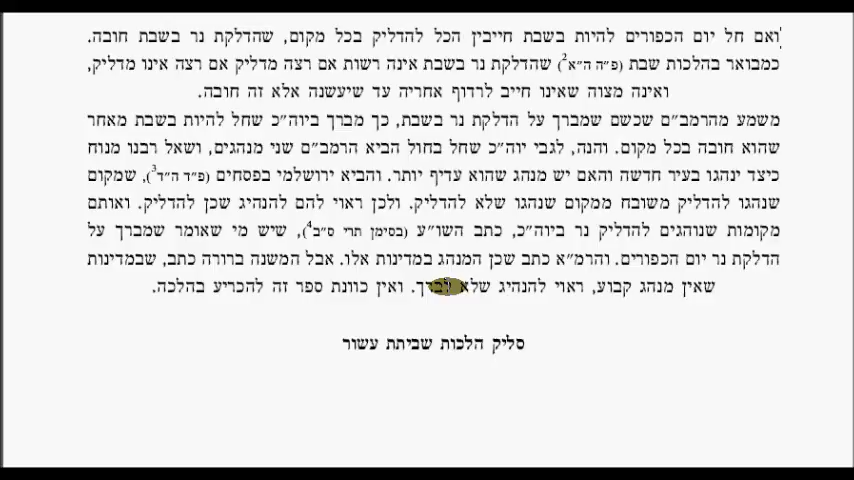 ואם חל יום הכפורים להיות בשבת חייבין הכל להדליק בכל מקום, שהדלקת נר בשבת חובה.
כמבואר בהלכות שבת (פ״ה ה״א2) שהדלקת נר בשבת אינה רשות אם רצה מדליק אם רצה אינו מדליק,
ואינה מצוה שאינו חייב לרדוף אחריה עד שיעשנה אלא זה חובה.
משמע מהרמב״ם שכשם שמברך על הדלקת נר בשבת, כך מברך ביוה״כ שחל להיות בשבת מאחר
שהוא חובה בכל מקום. והנה, לגבי יוה״כ שחל בחול הביא הרמב״ם שני מנהגים, ושאל רבנו מנוח
כיצד ינהגו בעיר חדשה והאם יש מנהג שהוא עדיף יותר. והביא ירושלמי בפסחים (פ״ד ה״ד3), שמקום
שנהגו להדליק משובח ממקום שנהגו שלא להדליק. ולכן ראוי להם להנהיג שכן להדליק. ואותם
מקומות שנוהגים להדליק נר ביוה״כ, כתב השו״ע (בסימן תרי ס״ב4), שיש מי שאומר שמברך על
הדלקת נר יום הכפורים. והרמ״א כתב שכן המנהג במדינות אלו. אבל המשנה ברורה כתב, שבמדינות
שאין מנהג קבוע, ראוי להנהיג שלא לברך. ואין כוונת ספר זה להכריע בהלכה.
סליק הלכות שביתת עשור